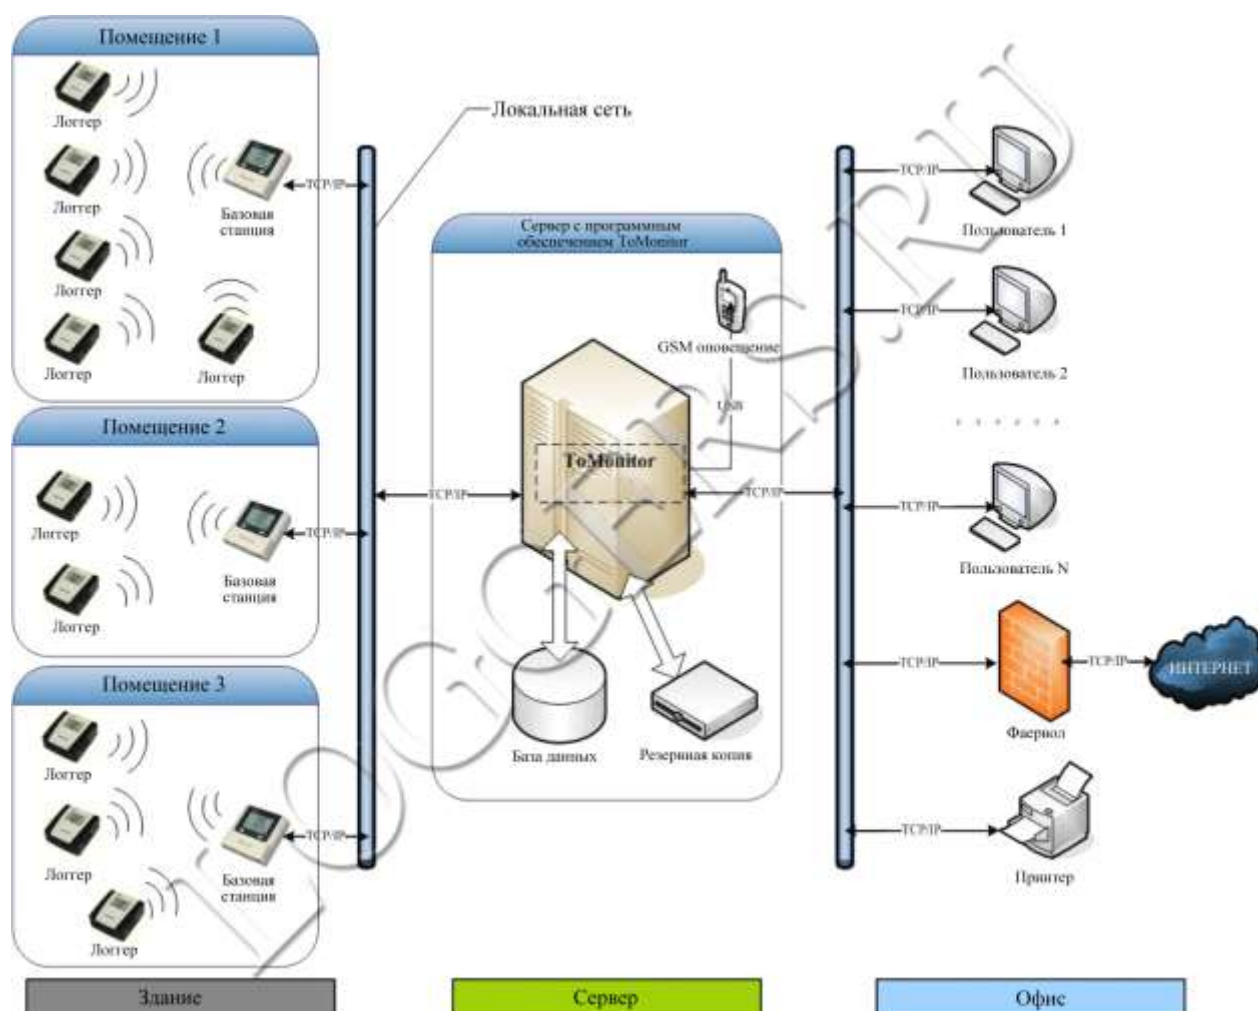 Помещение 1
Логгер
Логгер
Логгер
Логгер
Логгер
Базовая
станция
TCP/IP
Помещение 2
Логгер
Логгер
Базовая
станция
TCP/IP
Помещение 3
Логгер
Логгер
Логгер
Базовая
станция
TCP/IP
Локальная сеть
TCP/IP
Сервер с программным
обеспечением ToMonitor
GSM оповещение
USB
ToMonitor
База данных
Резервная копия
TCP/IP
TCP/IP
Пользователь 1
TCP/IP
Пользователь 2
TCP/IP
Пользователь N
TCP/IP
Фаервол
TCP/IP
ИНТЕРНЕТ
TCP/IP
Принтер
Здание
Сервер
Офис